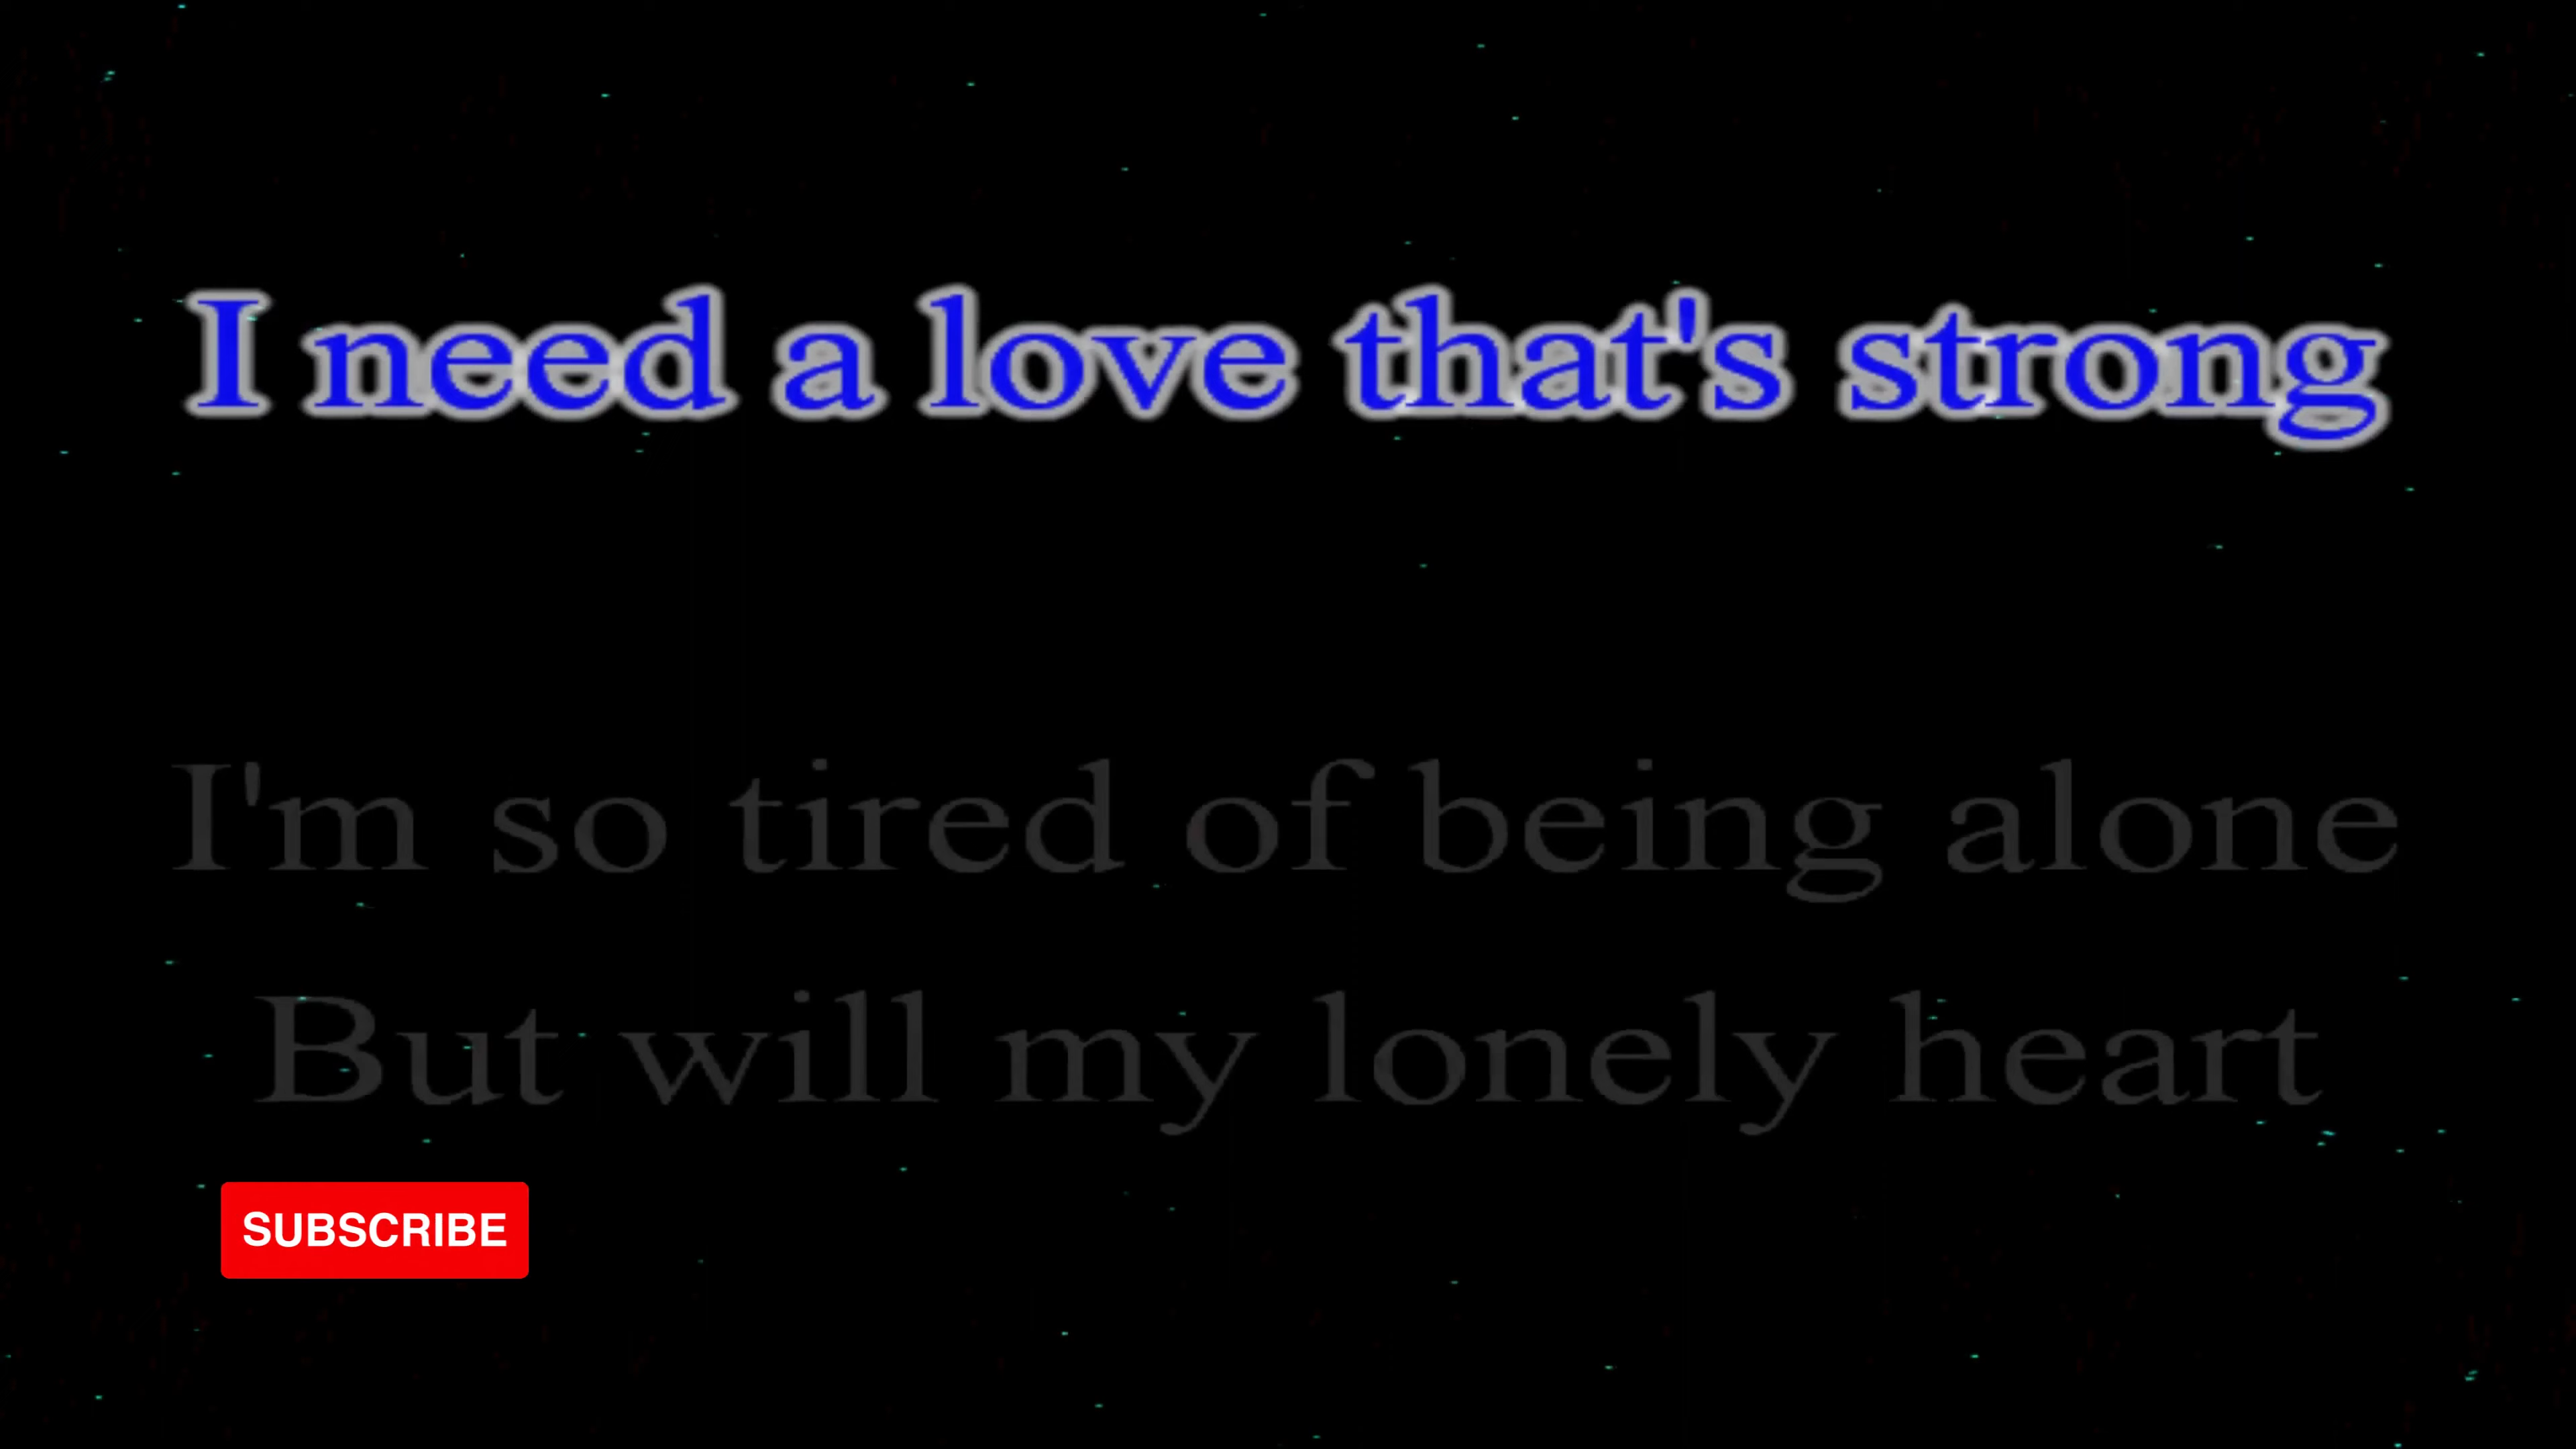 I need a love that's strong
I'm so tired of being alone
But will my lonely heart
SUBSCRIBE